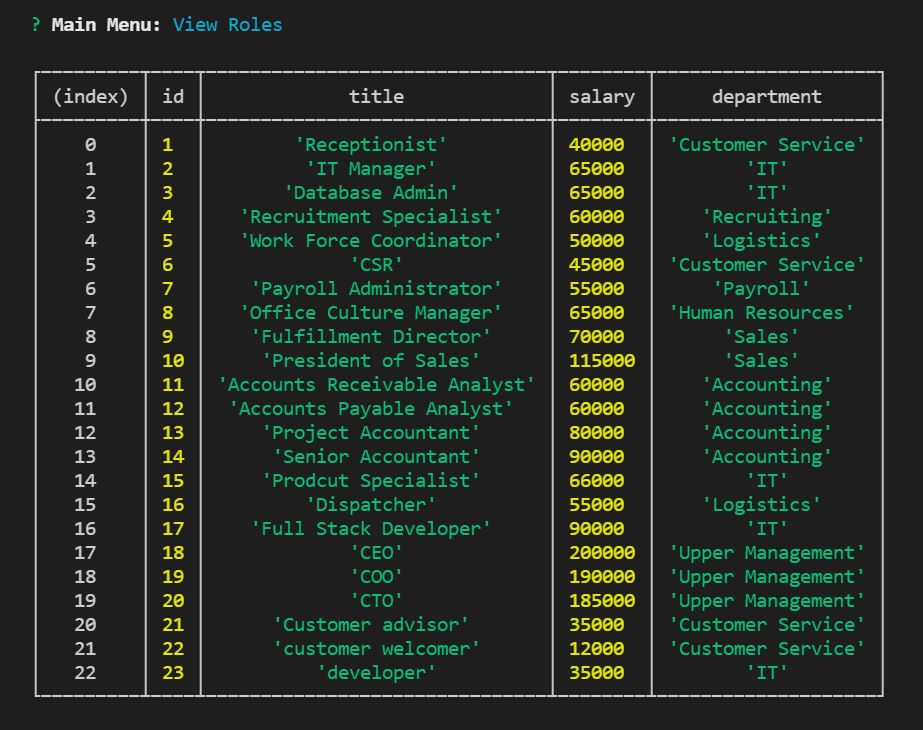 ? Main Menu: View Roles
(index) id title salary department
0 1 'Receptionist' 40000 'Customer Service'
1 2 'IT Manager' 65000 'IT'
2 3 'Database Admin' 65000 'IT'
3 4 'Recruitment Specialist' 60000 'Recruiting'
4 5 'Work Force Coordinator' 50000 'Logistics'
5 6 'CSR' 45000 'Customer Service'
6 7 'Payroll Administrator' 55000 'Payroll'
7 8 'Office Culture Manager' 65000 'Human Resources'
8 9 'Fulfillment Director' 70000 'Sales'
9 10 'President of Sales' 115000 'Sales'
10 11 'Accounts Receivable Analyst' 60000 'Accounting'
11 12 'Accounts Payable Analyst' 60000 'Accounting'
12 13 'Project Accountant' 80000 'Accounting'
13 14 'Senior Accountant' 90000 'Accounting'
14 15 'Prodcut Specialist' 66000 'IT'
15 16 'Dispatcher' 55000 'Logistics'
16 17 'Full Stack Developer' 90000 'IT'
17 18 'CEO' 200000 'Upper Management'
18 19 'COO' 190000 'Upper Management'
19 20 'CTO' 185000 'Upper Management'
20 21 'Customer advisor' 35000 'Customer Service'
21 22 'customer welcomer' 12000 'Customer Service'
22 23 'developer' 35000 'IT'